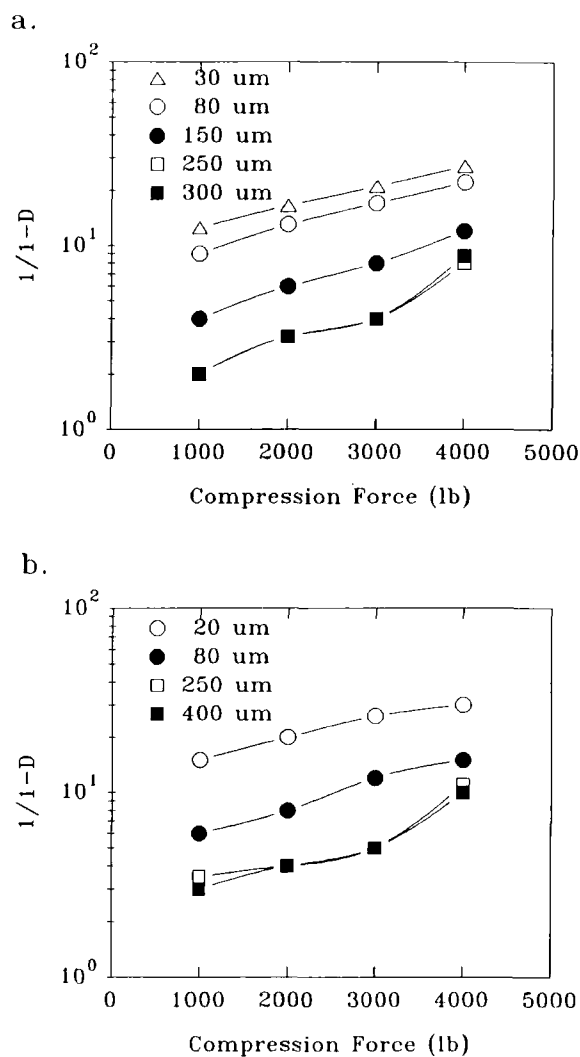 a.
10²
30 um
80 um
150 um
250 um
300 um
10¹
1/1-D
10⁰
0 1000 2000 3000 4000 5000
Compression Force (lb)
b.
10²
20 um
80 um
250 um
400 um
10¹
1/1-D
10⁰
0 1000 2000 3000 4000 5000
Compression Force (lb)